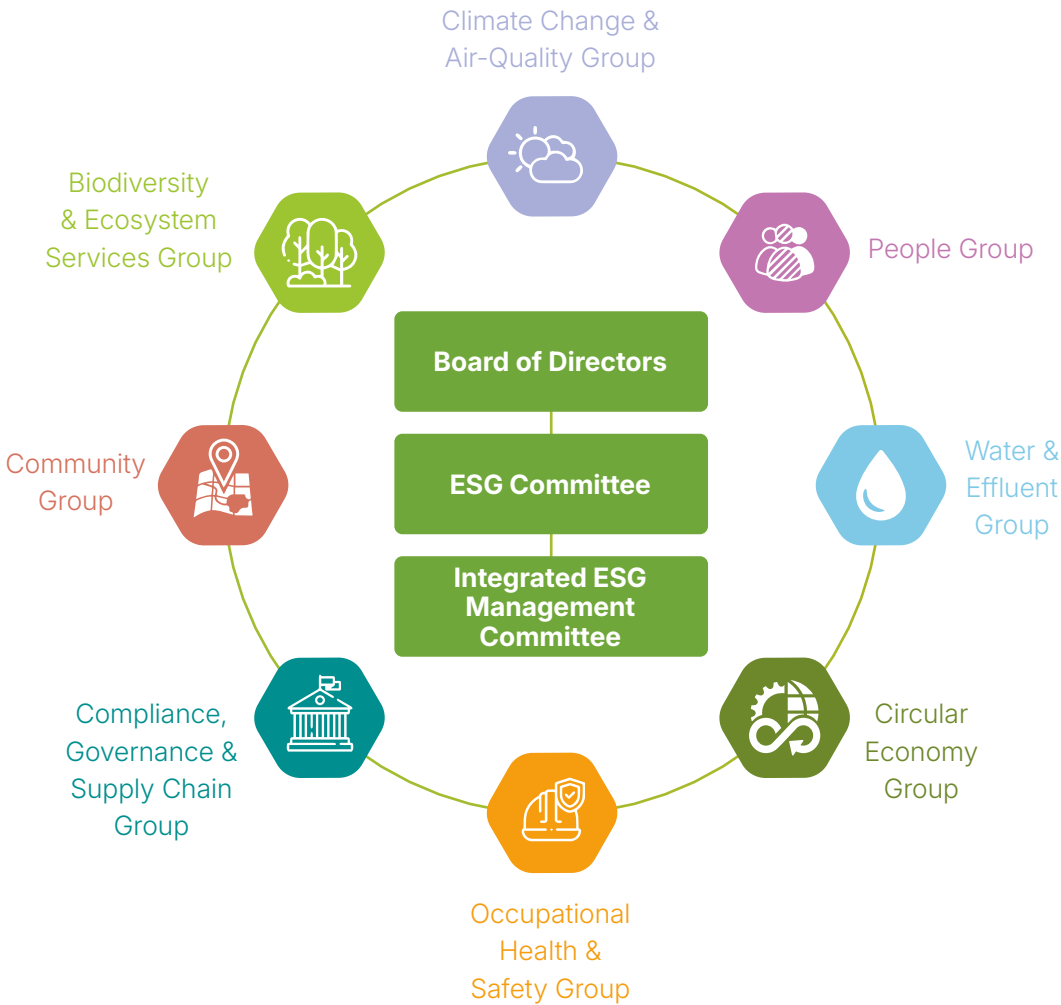 Climate Change &
Air-Quality Group
Biodiversity
& Ecosystem
Services Group
People Group
Board of Directors
ESG Committee
Integrated ESG
Management
Committee
Community
Group
Water &
Effluent
Group
Compliance,
Governance &
Supply Chain
Group
Circular
Economy
Group
Occupational
Health &
Safety Group